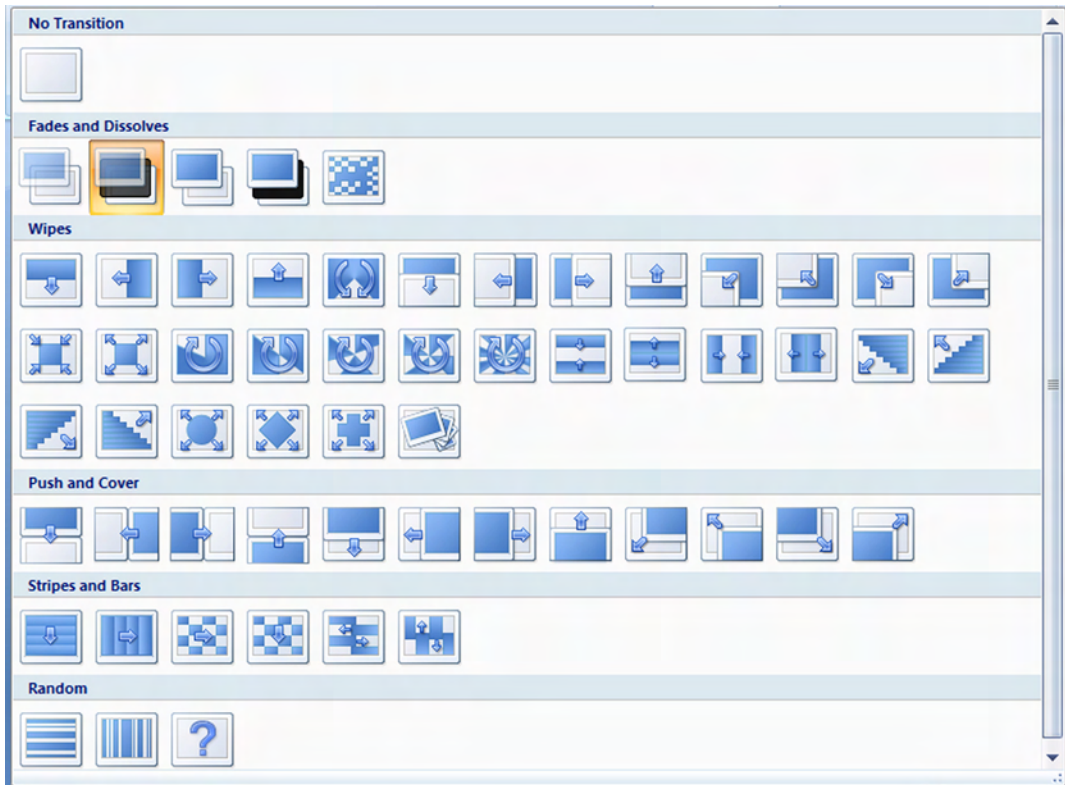 No Transition
Fades and Dissolves
Wipes
Push and Cover
Stripes and Bars
Random
?